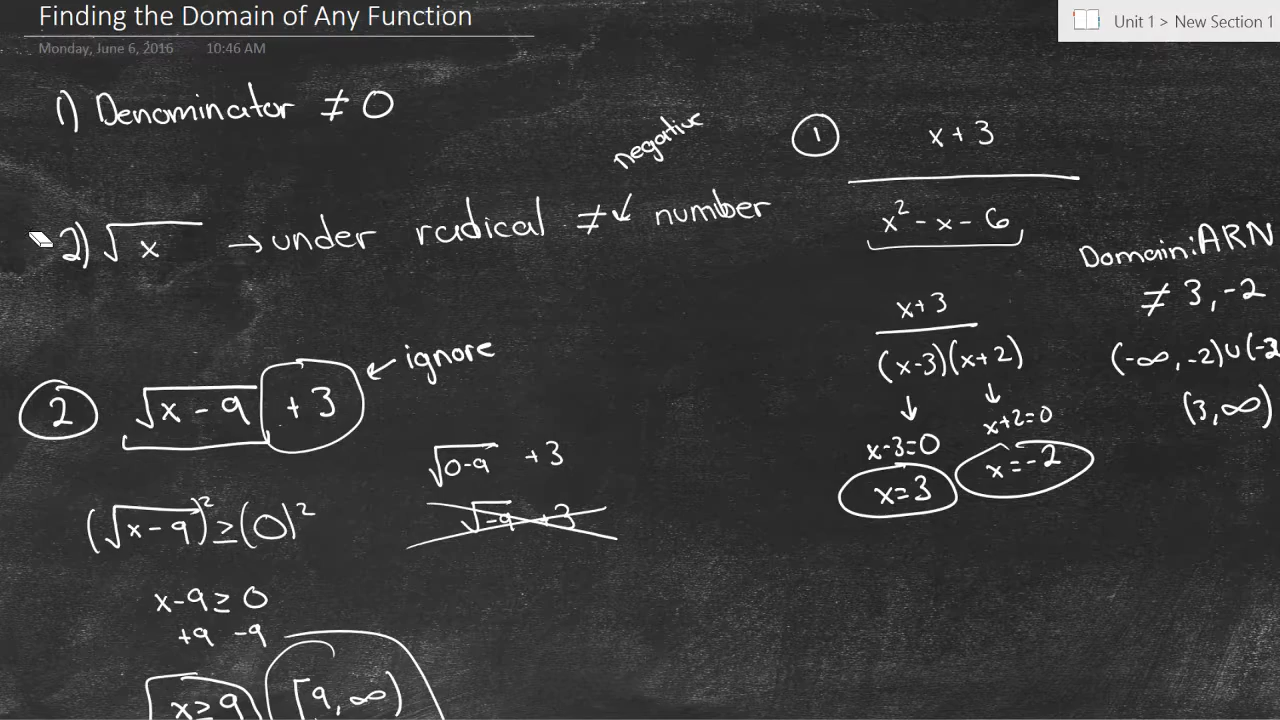 Finding the Domain of Any Function
Monday, June 6, 2016 10:46 AM
Unit 1 > New Section 1
1) Denominator ≠ 0
negative
2) √x → under radical ≠ ↙ number
2 √x - 9 + 3 ← ignore
√0-9 + 3
√-9 + 3
(√x - 9)² ≥ (0)²
x-9 ≥ 0
+9 -9
x ≥ 9 [9, ∞)
1 x + 3
x² - x - 6
x+3
(x-3)(x+2)
↓ ↓
x-3=0 x+2=0
x=3 x=-2
Domain: ARN
≠ 3, -2
(-∞, -2) ∪ (-2
(3, ∞)